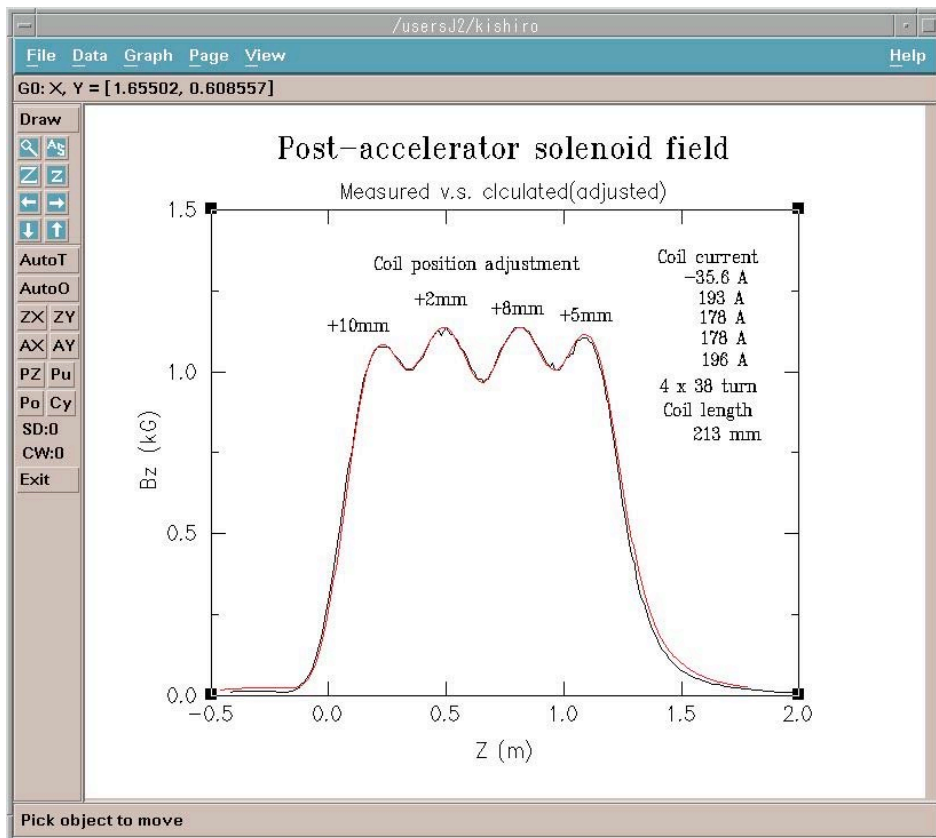 /usersJ2/kishiro
File Data Graph Page View Help
G0: X, Y = [1.65502, 0.608557]
Draw
AS
Z z
AutoT
AutoO
ZX ZY
AX AY
PZ Pu
Po Cy
SD:0
CW:0
Exit
Post-accelerator solenoid field
Measured v.s. clculated(adjusted)
1.5
1.0
0.5
0.0
Bz (kG)
Coil position adjustment
+10mm
+2mm
+8mm
+5mm
Coil current
-35.6 A
193 A
178 A
178 A
196 A
4 x 38 turn
Coil length
213 mm
-0.5 0.0 0.5 1.0 1.5 2.0
Z (m)
Pick object to move